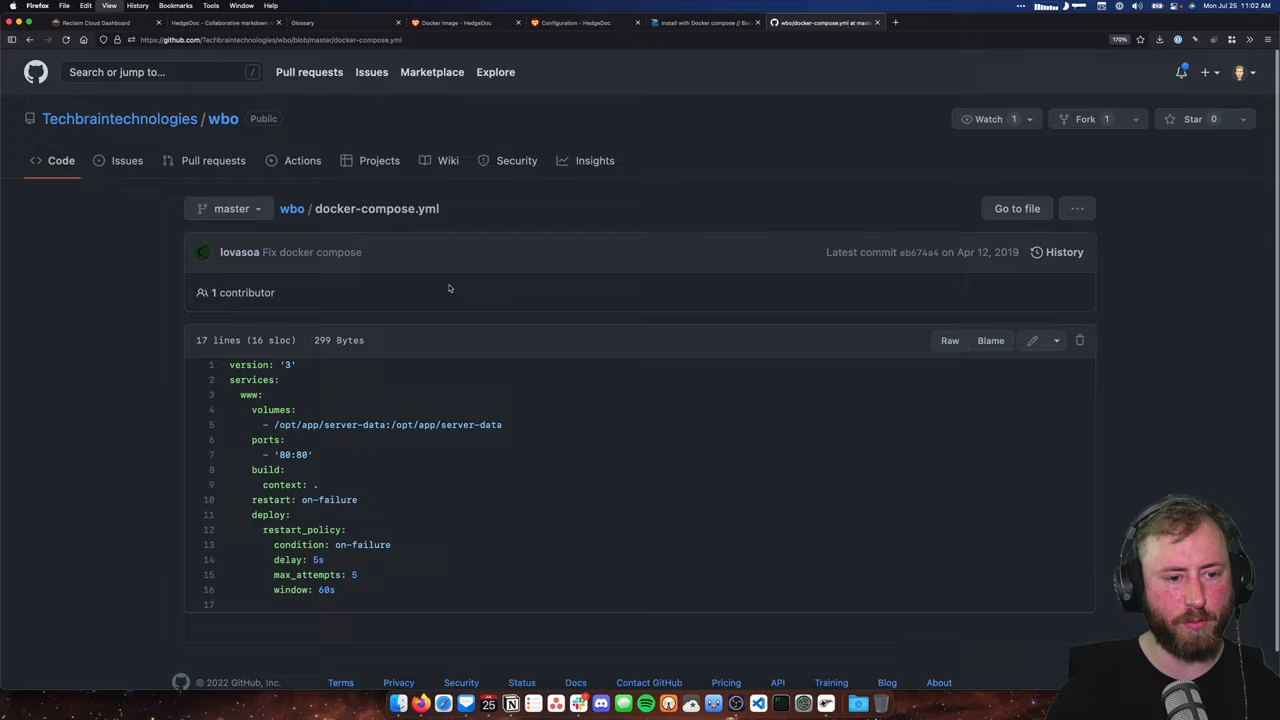 Firefox File Edit View History Bookmarks Tools Window Help
Mon Jul 25 11:02 AM
Reclaim Cloud Dashboard
HedgeDoc - Collaborative markdown
Glossary
Docker Image - HedgeDoc
Configuration - HedgeDoc
Install with Docker compose // Ba
wbo/docker-compose.yml at mast
https://github.com/Techbraintechnologies/wbo/blob/master/docker-compose.yml
170%
Search or jump to... /
Pull requests Issues Marketplace Explore
Techbraintechnologies / wbo Public
Watch 1 Fork 1 Star 0
Code Issues Pull requests Actions Projects Wiki Security Insights
master wbo / docker-compose.yml Go to file ...
lovasoa Fix docker compose Latest commit eb674a4 on Apr 12, 2019 History
1 contributor
17 lines (16 sloc) 299 Bytes Raw Blame
1 version: '3'
2 services:
3 www:
4 volumes:
5 - /opt/app/server-data:/opt/app/server-data
6 ports:
7 - '80:80'
8 build:
9 context: .
10 restart: on-failure
11 deploy:
12 restart_policy:
13 condition: on-failure
14 delay: 5s
15 max_attempts: 5
16 window: 60s
17
© 2022 GitHub, Inc. Terms Privacy Security Status Docs Contact GitHub Pricing API Training Blog About
JUL
25